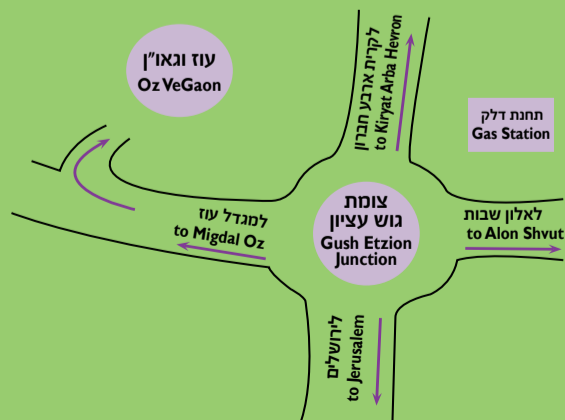 עוז וגאו"ן
Oz VeGaon
לקרית ארבע חברון
to Kiryat Arba Hevron
תחנת דלק
Gas Station
למגדל עוז
to Migdal Oz
צומת
גוש עציון
Gush Etzion
Junction
לאלון שבות
to Alon Shvut
לירושלים
to Jerusalem